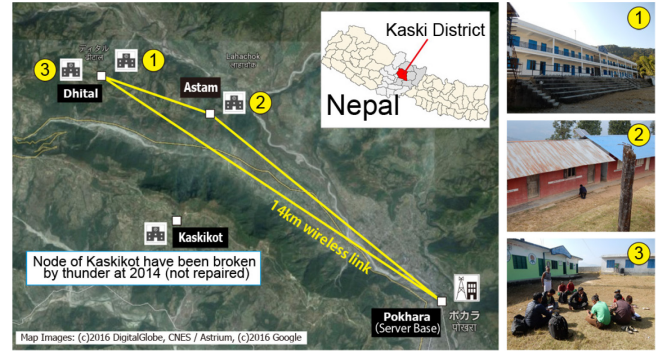 Kaski District
Nepal
1
3
1
Dhital
Astam
2
Lahachok
14km wireless link
Kaskikot
Node of Kaskikot have been broken
by thunder at 2014 (not repaired)
Pokhara
(Server Base)
ポカラ
पोखरा
Map Images: (c)2016 DigitalGlobe, CNES / Astrium, (c)2016 Google
2
3